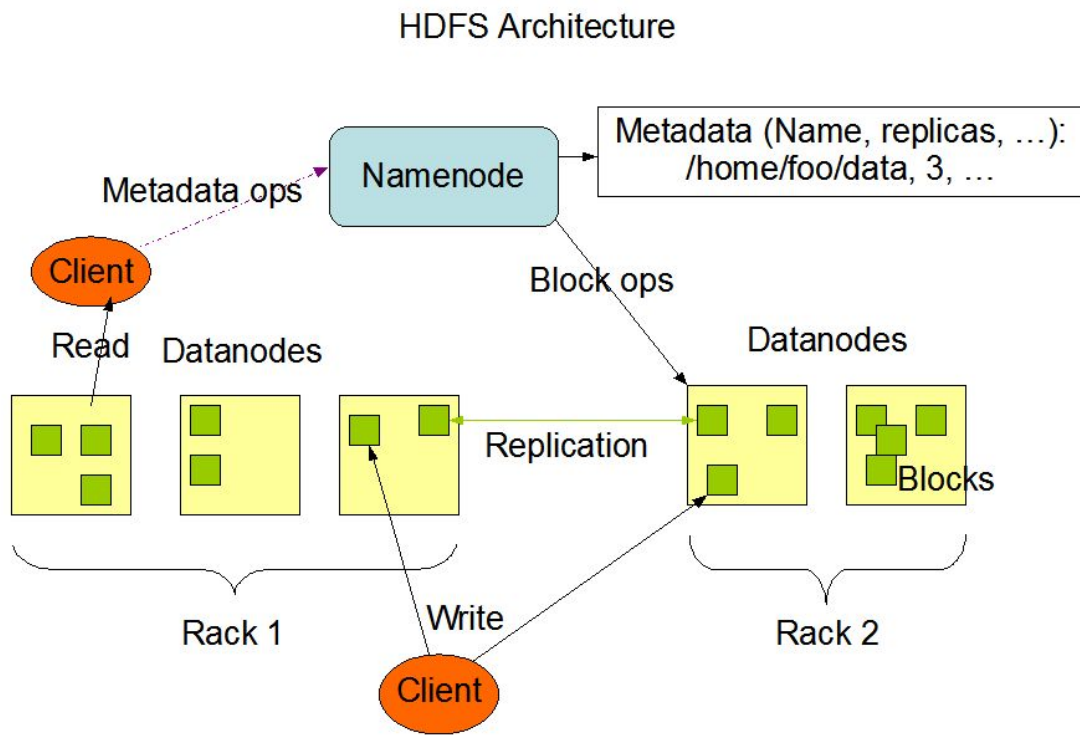 HDFS Architecture
Metadata (Name, replicas, …):
/home/foo/data, 3, …
Namenode
Metadata ops
Client
Block ops
Read
Datanodes
Datanodes
Replication
Blocks
Rack 1
Write
Rack 2
Client